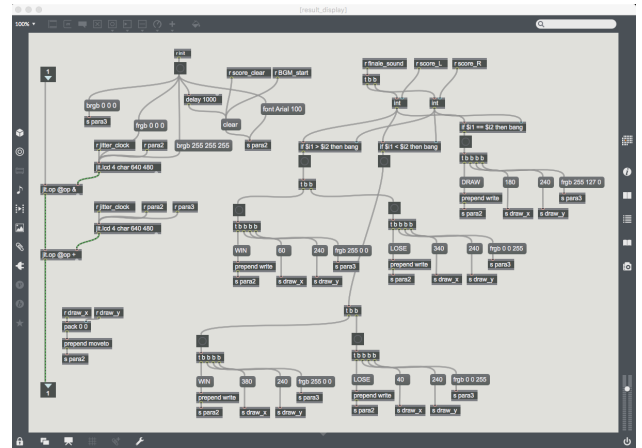 [result_display]
100%
1
r init
brgb 0 0 0
s para3
frgb 0 0 0
delay 1000
r score_clear
r BGM_start
font Arial 100
clear
s para2
brgb 255 255 255
r jitter_clock
r para2
jit.lcd 4 char 640 480
jit.op @op &
r jitter_clock
r para2
r para3
jit.lcd 4 char 640 480
jit.op @op +
r draw_x
r draw_y
pack 0 0
prepend moveto
s para2
1
r finale_sound
r score_L
r score_R
t b b
int
int
if $i1 > $i2 then bang
if $i1 < $i2 then bang
if $i1 == $i2 then bang
t b b b b
DRAW
180
240
frgb 255 127 0
prepend write
s para3
s para2
s draw_x
s draw_y
t b b
t b b b b
WIN
60
240
frgb 255 0 0
prepend write
s para3
s para2
s draw_x
s draw_y
t b b b b
LOSE
340
240
frgb 0 0 255
prepend write
s para3
s para2
s draw_x
s draw_y
t b b
t b b b b
WIN
380
240
frgb 255 0 0
prepend write
s para3
s para2
s draw_x
s draw_y
t b b b b
LOSE
40
240
frgb 0 0 255
prepend write
s para3
s para2
s draw_x
s draw_y